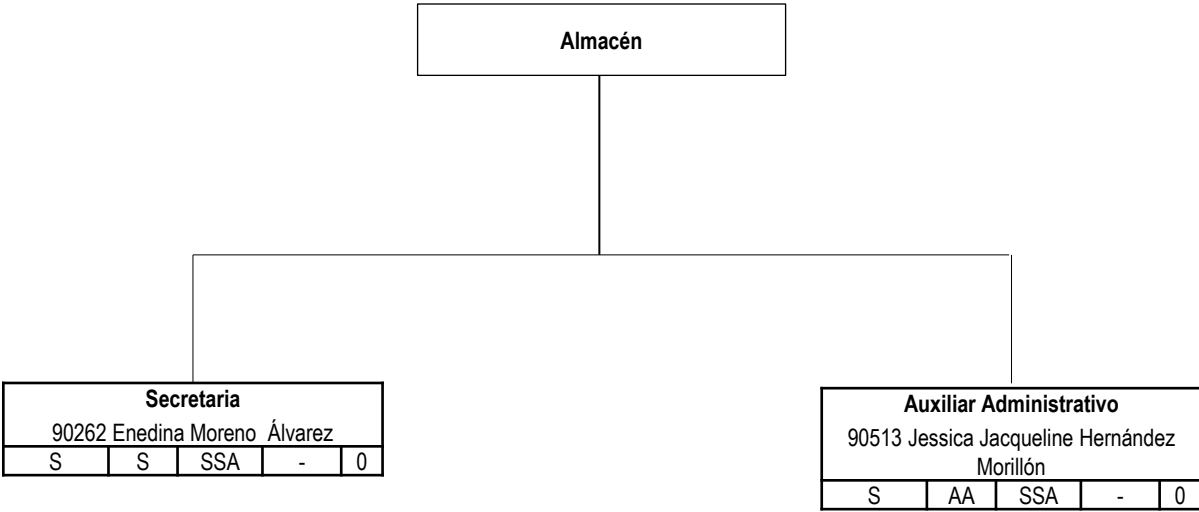 Almacén
Secretaria
90262 Enedina Moreno Álvarez
S S SSA - 0
Auxiliar Administrativo
90513 Jessica Jacqueline Hernández
Morillón
S AA SSA - 0